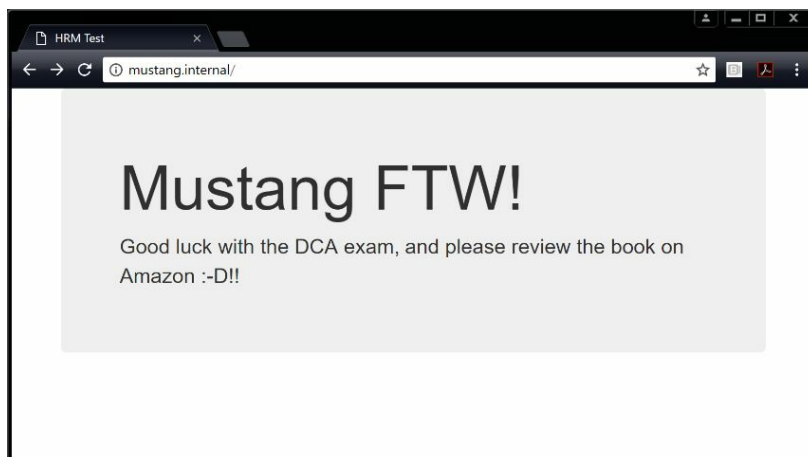 HRM Test
mustang.internal/
Mustang FTW!
Good luck with the DCA exam, and please review the book on
Amazon :-D!!